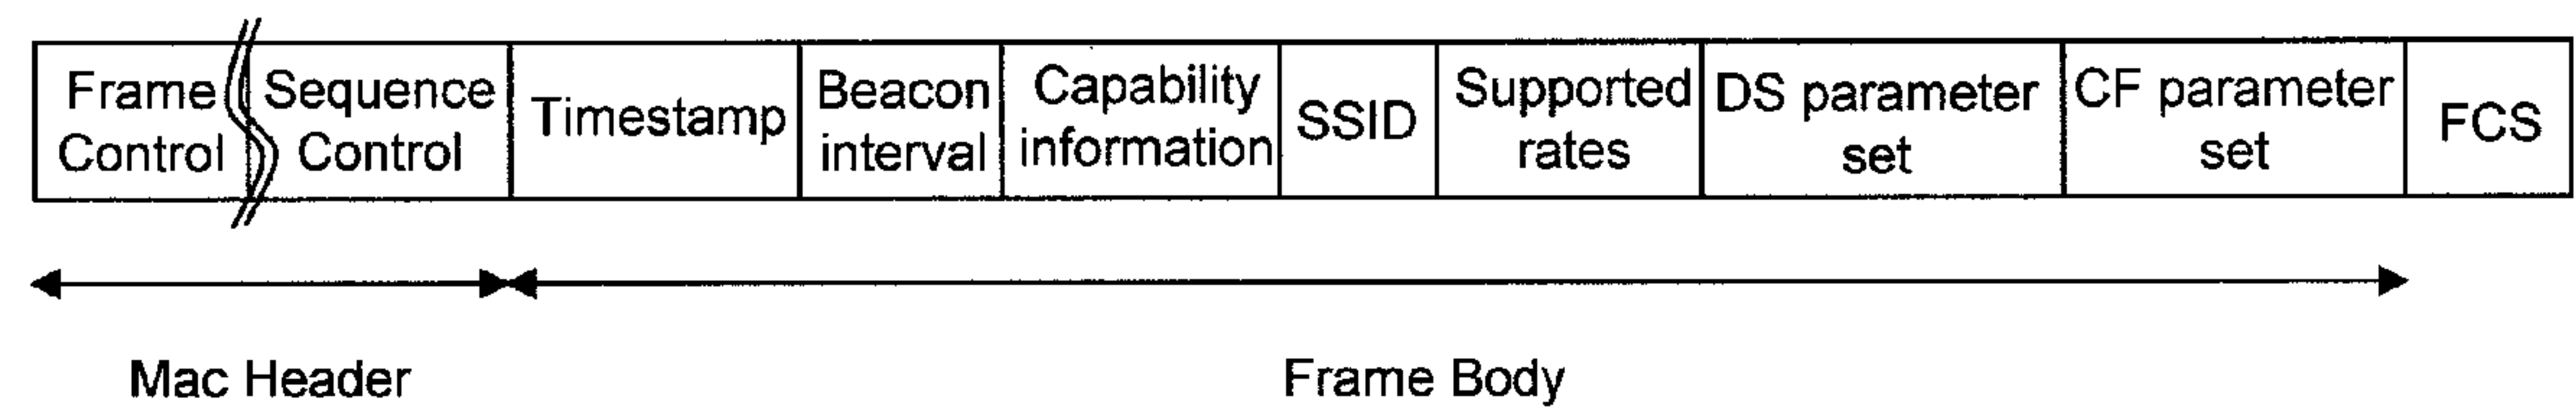 Frame Control
Sequence Control
Timestamp
Beacon interval
Capability information
SSID
Supported rates
DS parameter set
CF parameter set
FCS
Mac Header
Frame Body